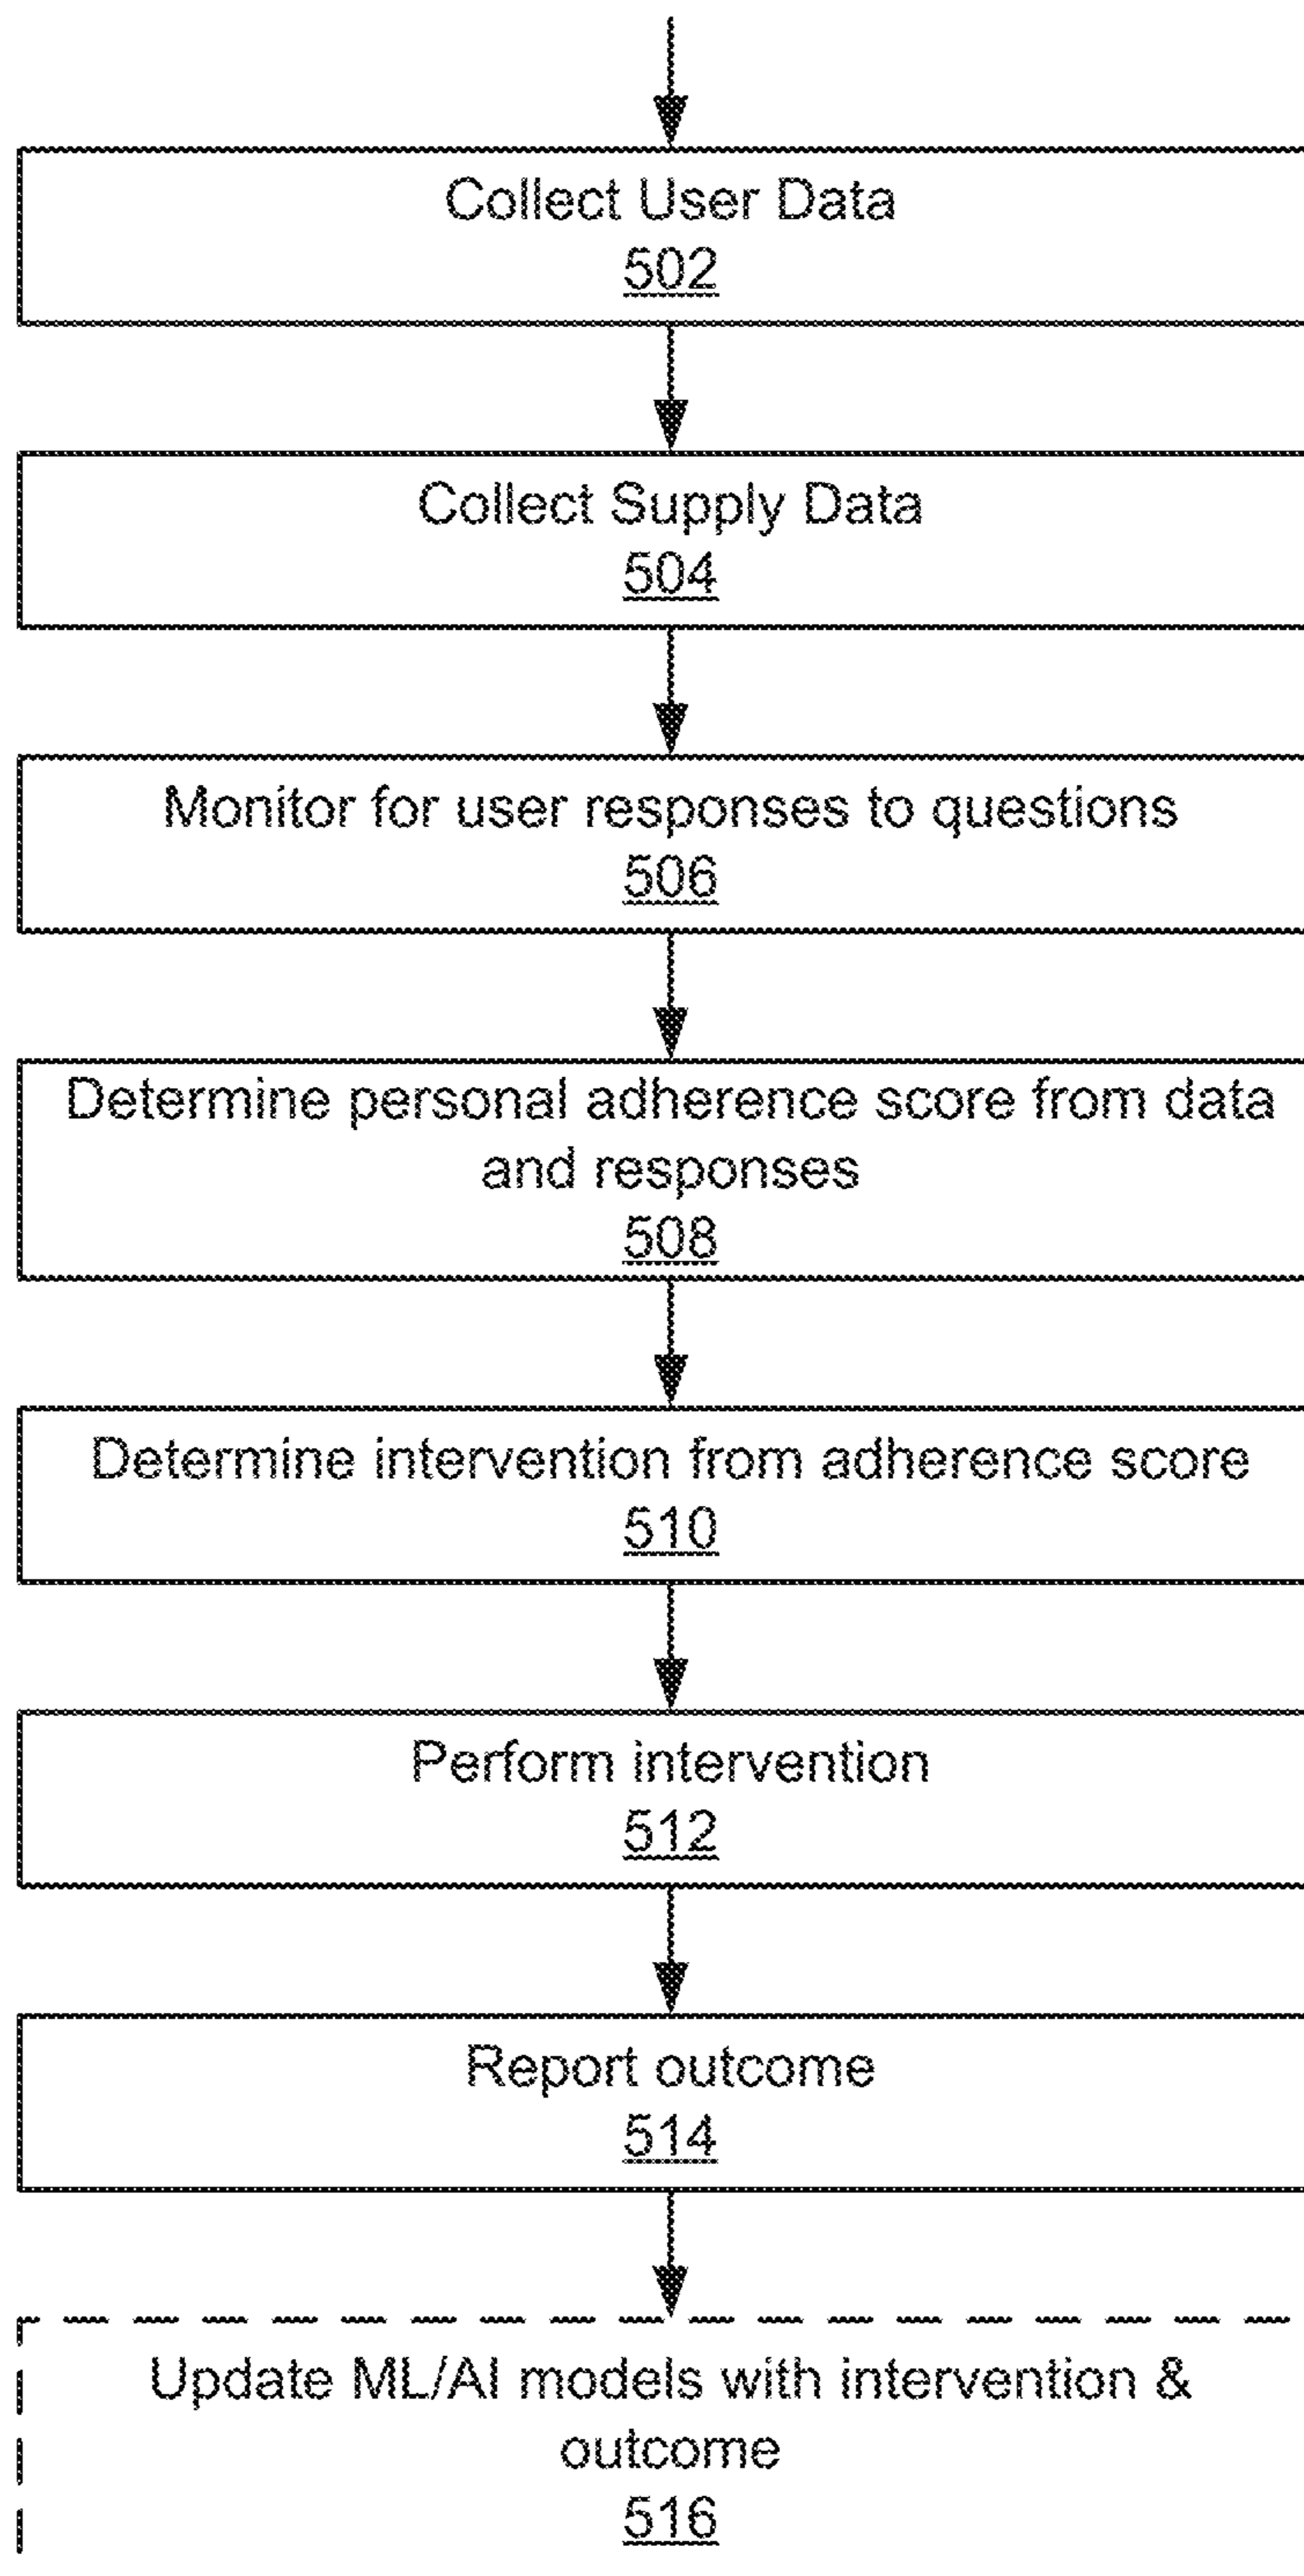 Collect User Data
502
Collect Supply Data
504
Monitor for user responses to questions
506
Determine personal adherence score from data
and responses
508
Determine intervention from adherence score
510
Perform intervention
512
Report outcome
514
Update ML/AI models with intervention &
outcome
516